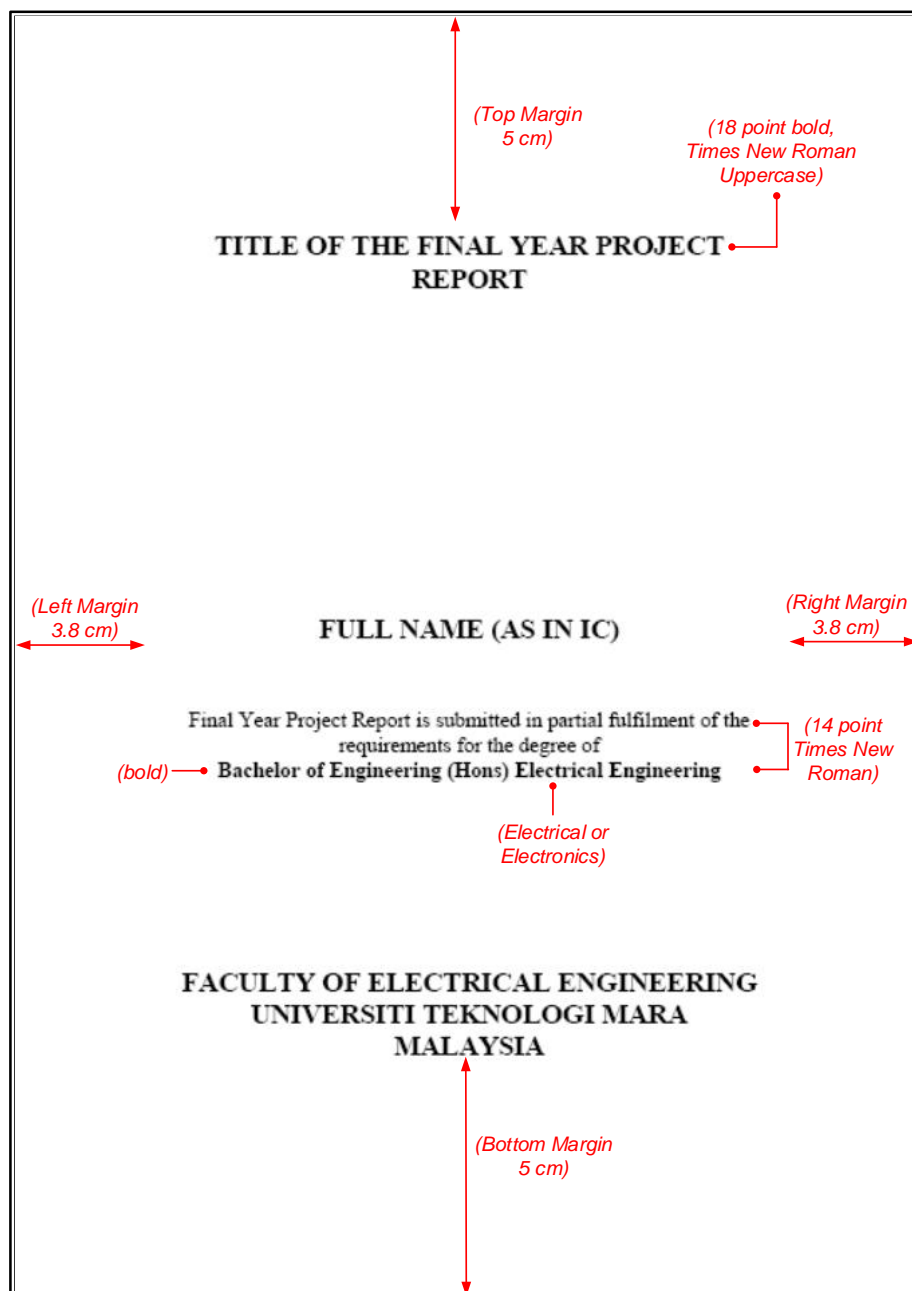 (Top Margin
5 cm)
(18 point bold,
Times New Roman
Uppercase)
TITLE OF THE FINAL YEAR PROJECT
REPORT
(Left Margin
3.8 cm)
FULL NAME (AS IN IC)
(Right Margin
3.8 cm)
Final Year Project Report is submitted in partial fulfilment of the
requirements for the degree of
(bold)
Bachelor of Engineering (Hons) Electrical Engineering
(14 point
Times New
Roman)
(Electrical or
Electronics)
FACULTY OF ELECTRICAL ENGINEERING
UNIVERSITI TEKNOLOGI MARA
MALAYSIA
(Bottom Margin
5 cm)